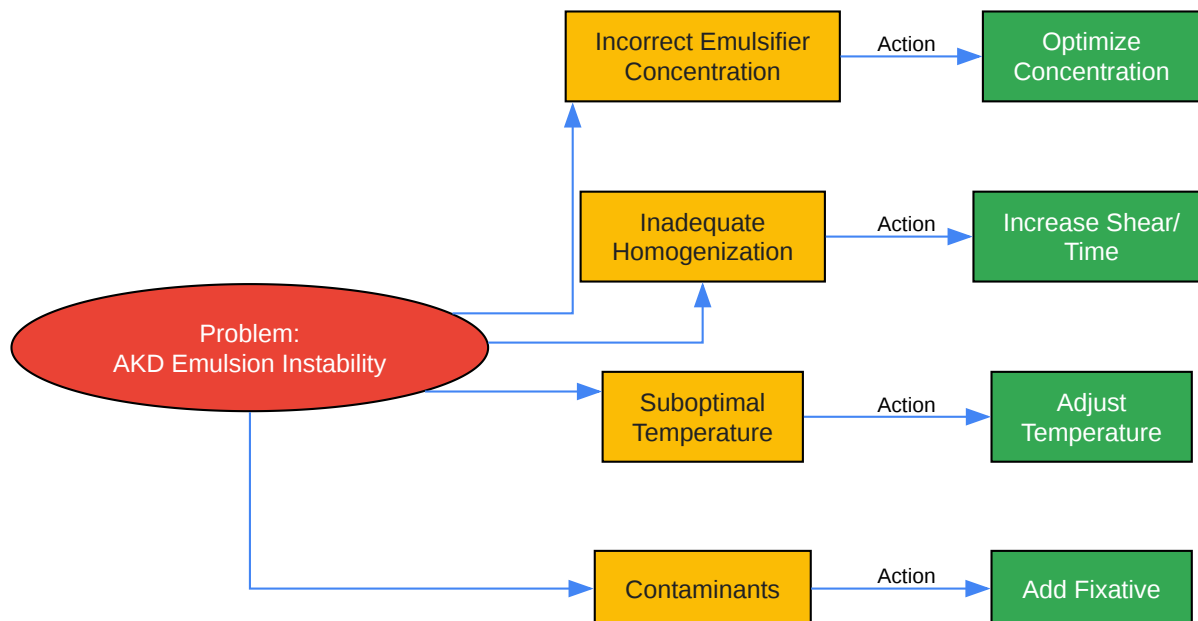 Incorrect Emulsifier
Concentration
Action
Optimize
Concentration
Inadequate
Homogenization
Action
Increase Shear/
Time
Problem:
AKD Emulsion Instability
Suboptimal
Temperature
Action
Adjust
Temperature
Contaminants
Action
Add Fixative